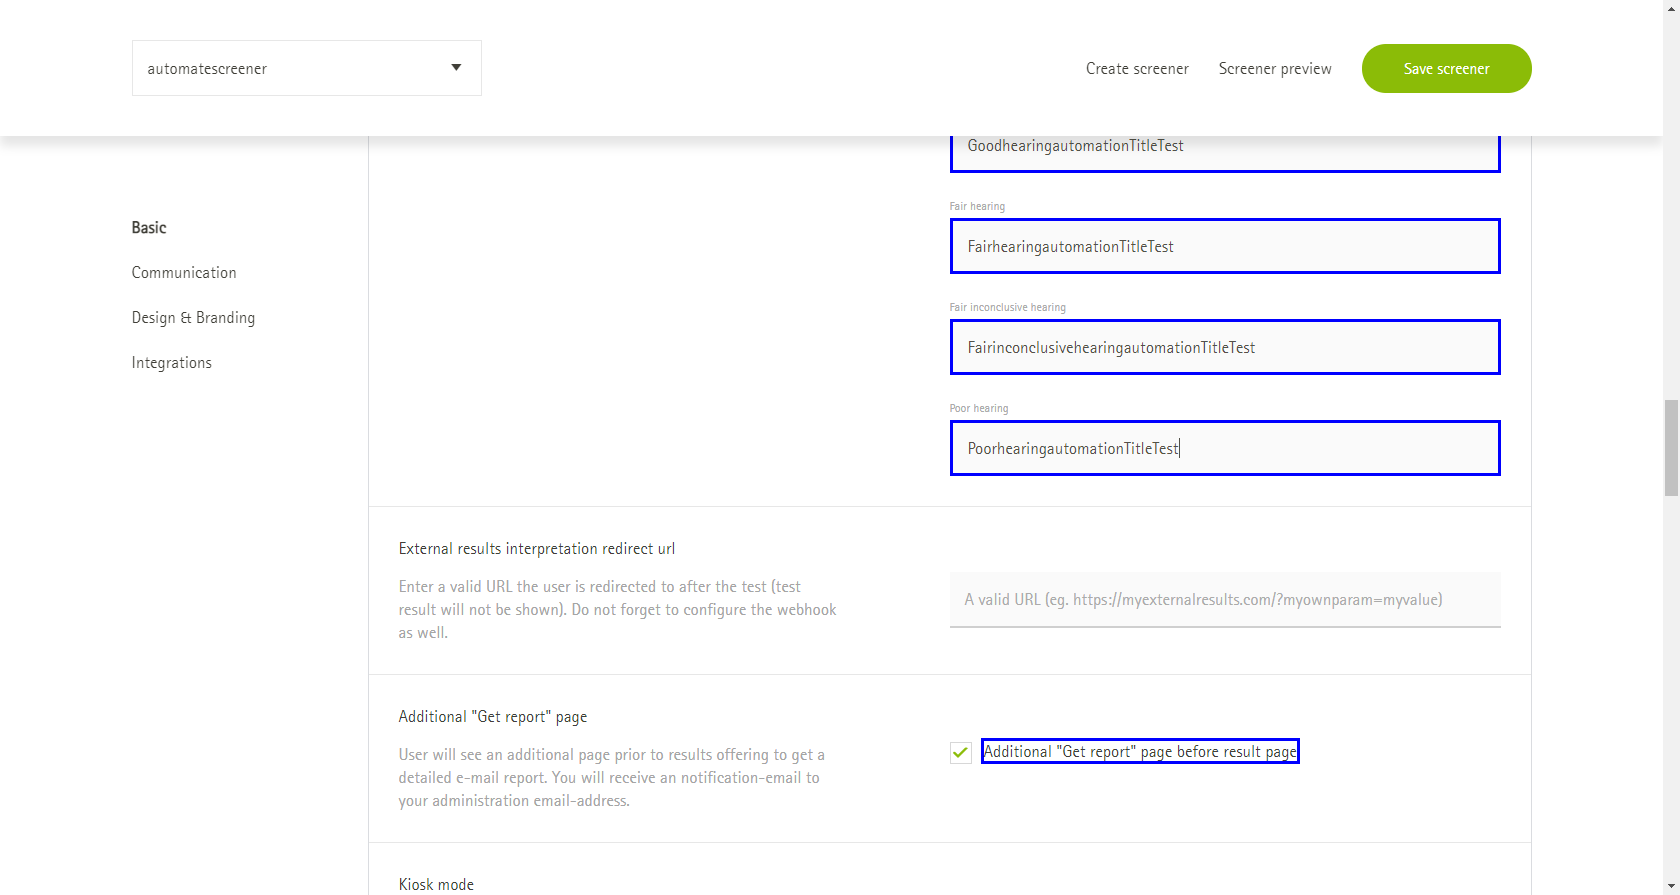 automatescreener
Create screener
Screener preview
Save screener
Basic
Communication
Design & Branding
Integrations
GoodhearingautomationTitleTest
Fair hearing
FairhearingautomationTitleTest
Fair inconclusive hearing
FairinconclusivehearingautomationTitleTest
Poor hearing
PoorhearingautomationTitleTest
External results interpretation redirect url
Enter a valid URL the user is redirected to after the test (test
result will not be shown). Do not forget to configure the webhook
as well.
A valid URL (eg. https://myexternalresults.com/?myownparam=myvalue)
Additional "Get report" page
User will see an additional page prior to results offering to get a
detailed e-mail report. You will receive an notification-email to
your administration email-address.
Additional "Get report" page before result page
Kiosk mode